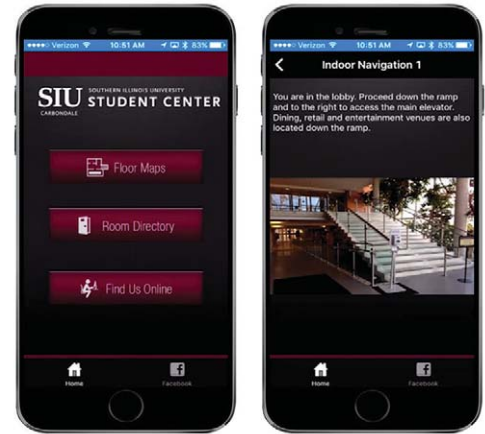 Verizon 10:51 AM 83%
SOUTHERN ILLINOIS UNIVERSITY
SIU STUDENT CENTER
CARBONDALE
Floor Maps
Room Directory
Find Us Online
Home Facebook
Verizon 10:51 AM 83%
Indoor Navigation 1
You are in the lobby. Proceed down the ramp
and to the right to access the main elevator.
Dining, retail and entertainment venues are also
located down the ramp.
Home Facebook